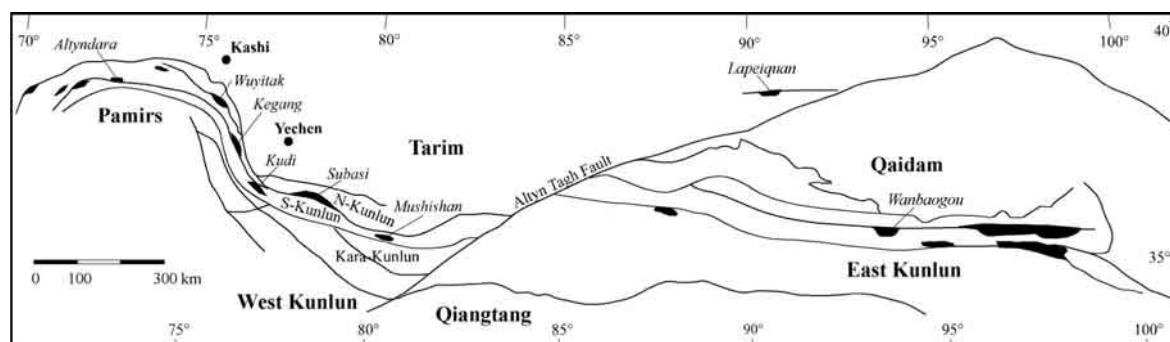 70°
75°
80°
85°
90°
95°
100°
40°
Altyndara
Kashi
Wuyitak
Lapeiquan
Kegang
Pamirs
Yechen
Tarim
Altyn Tagh Fault
Qaidam
Kudi
Subasi
N-Kunlun
S-Kunlun
Mushishan
Wanbaogou
Kara-Kunlun
35°
0 100 300 km
East Kunlun
West Kunlun
Qiangtang
75°
80°
85°
90°
95°
100°